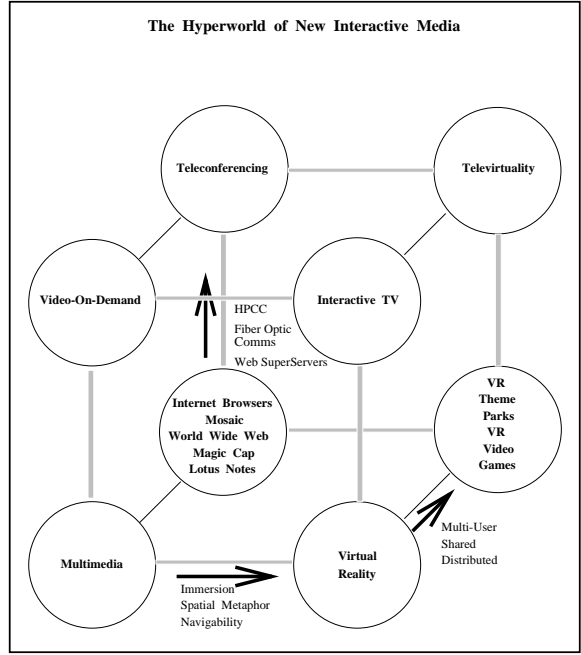 The Hyperworld of New Interactive Media
Teleconferencing
Televirtuality
Video-On-Demand
Interactive TV
HPCC
Fiber Optic
Comms
Web SuperServers
Internet Browsers
Mosaic
World Wide Web
Magic Cap
Lotus Notes
VR
Theme
Parks
VR
Video
Games
Multimedia
Virtual
Reality
Multi-User
Shared
Distributed
Immersion
Spatial Metaphor
Navigability